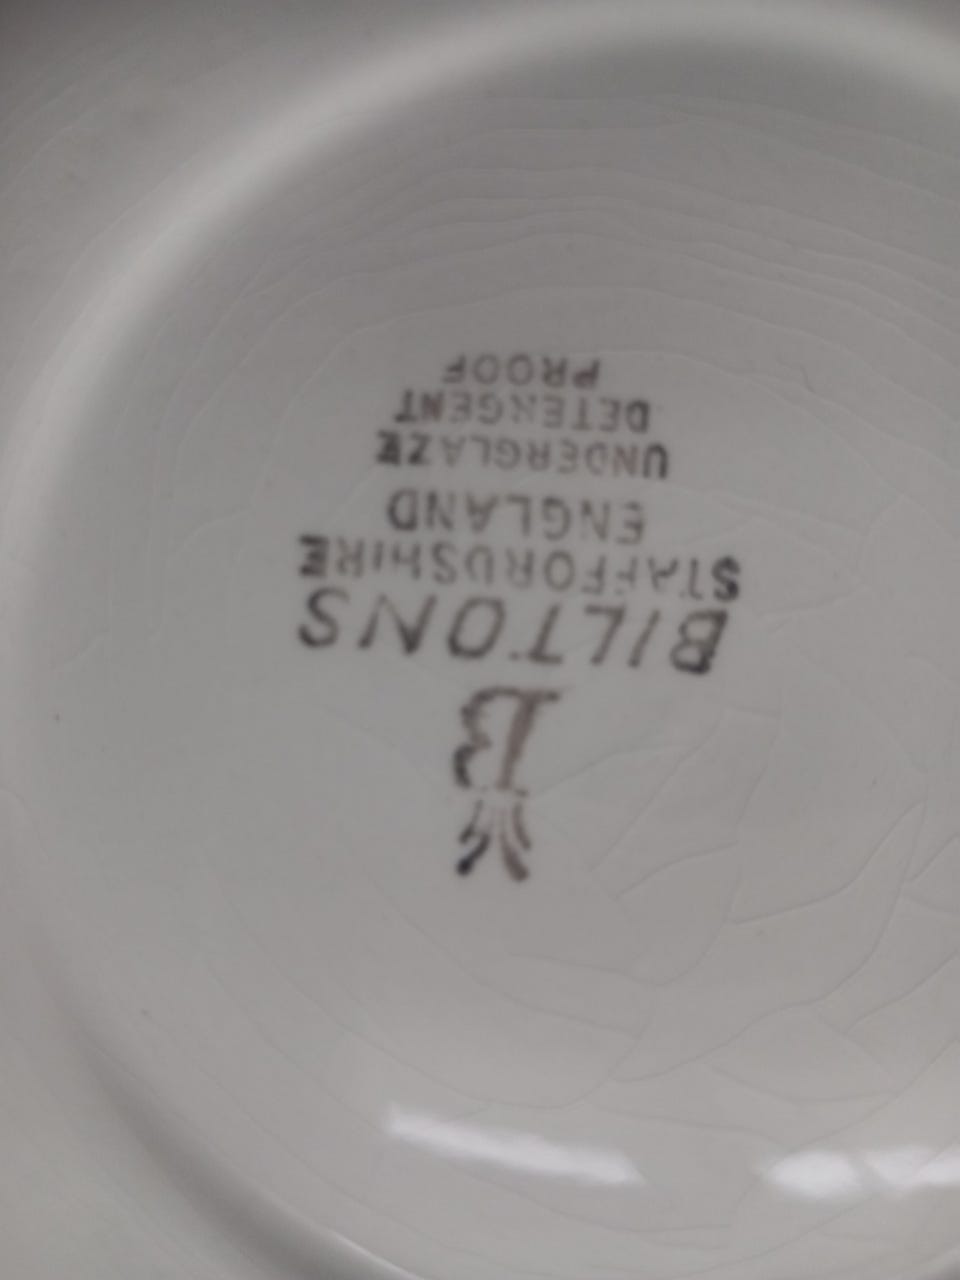 B
BILTONS
STAFFORDSHIRE
ENGLAND
UNDERGLAZE
DETERGENT
PROOF